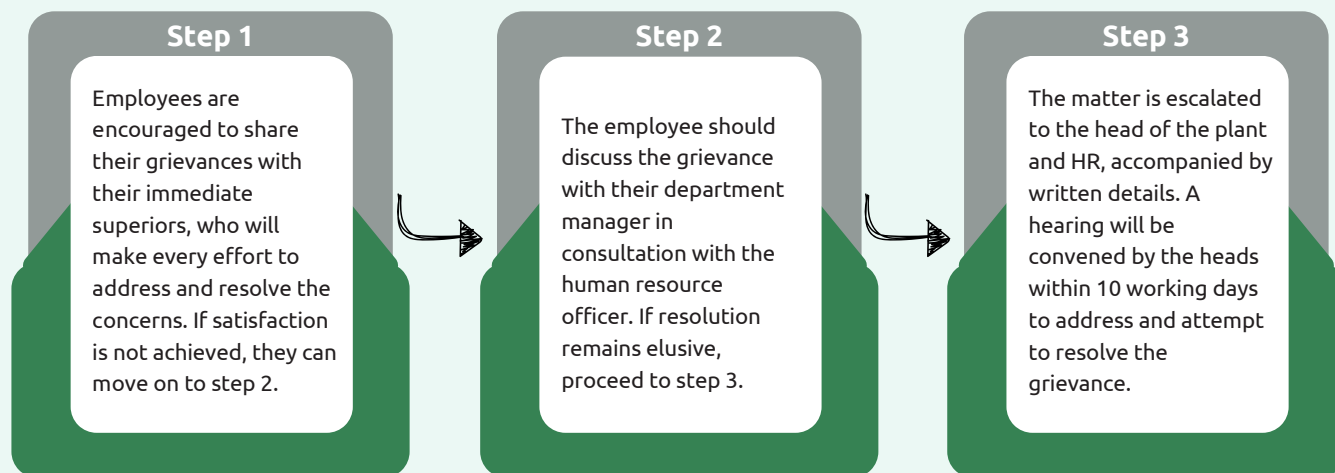 Step 1
Employees are
encouraged to share
their grievances with
their immediate
superiors, who will
make every effort to
address and resolve the
concerns. If satisfaction
is not achieved, they can
move on to step 2.
Step 2
The employee should
discuss the grievance
with their department
manager in
consultation with the
human resource
officer. If resolution
remains elusive,
proceed to step 3.
Step 3
The matter is escalated
to the head of the plant
and HR, accompanied by
written details. A
hearing will be
convened by the heads
within 10 working days
to address and attempt
to resolve the
grievance.